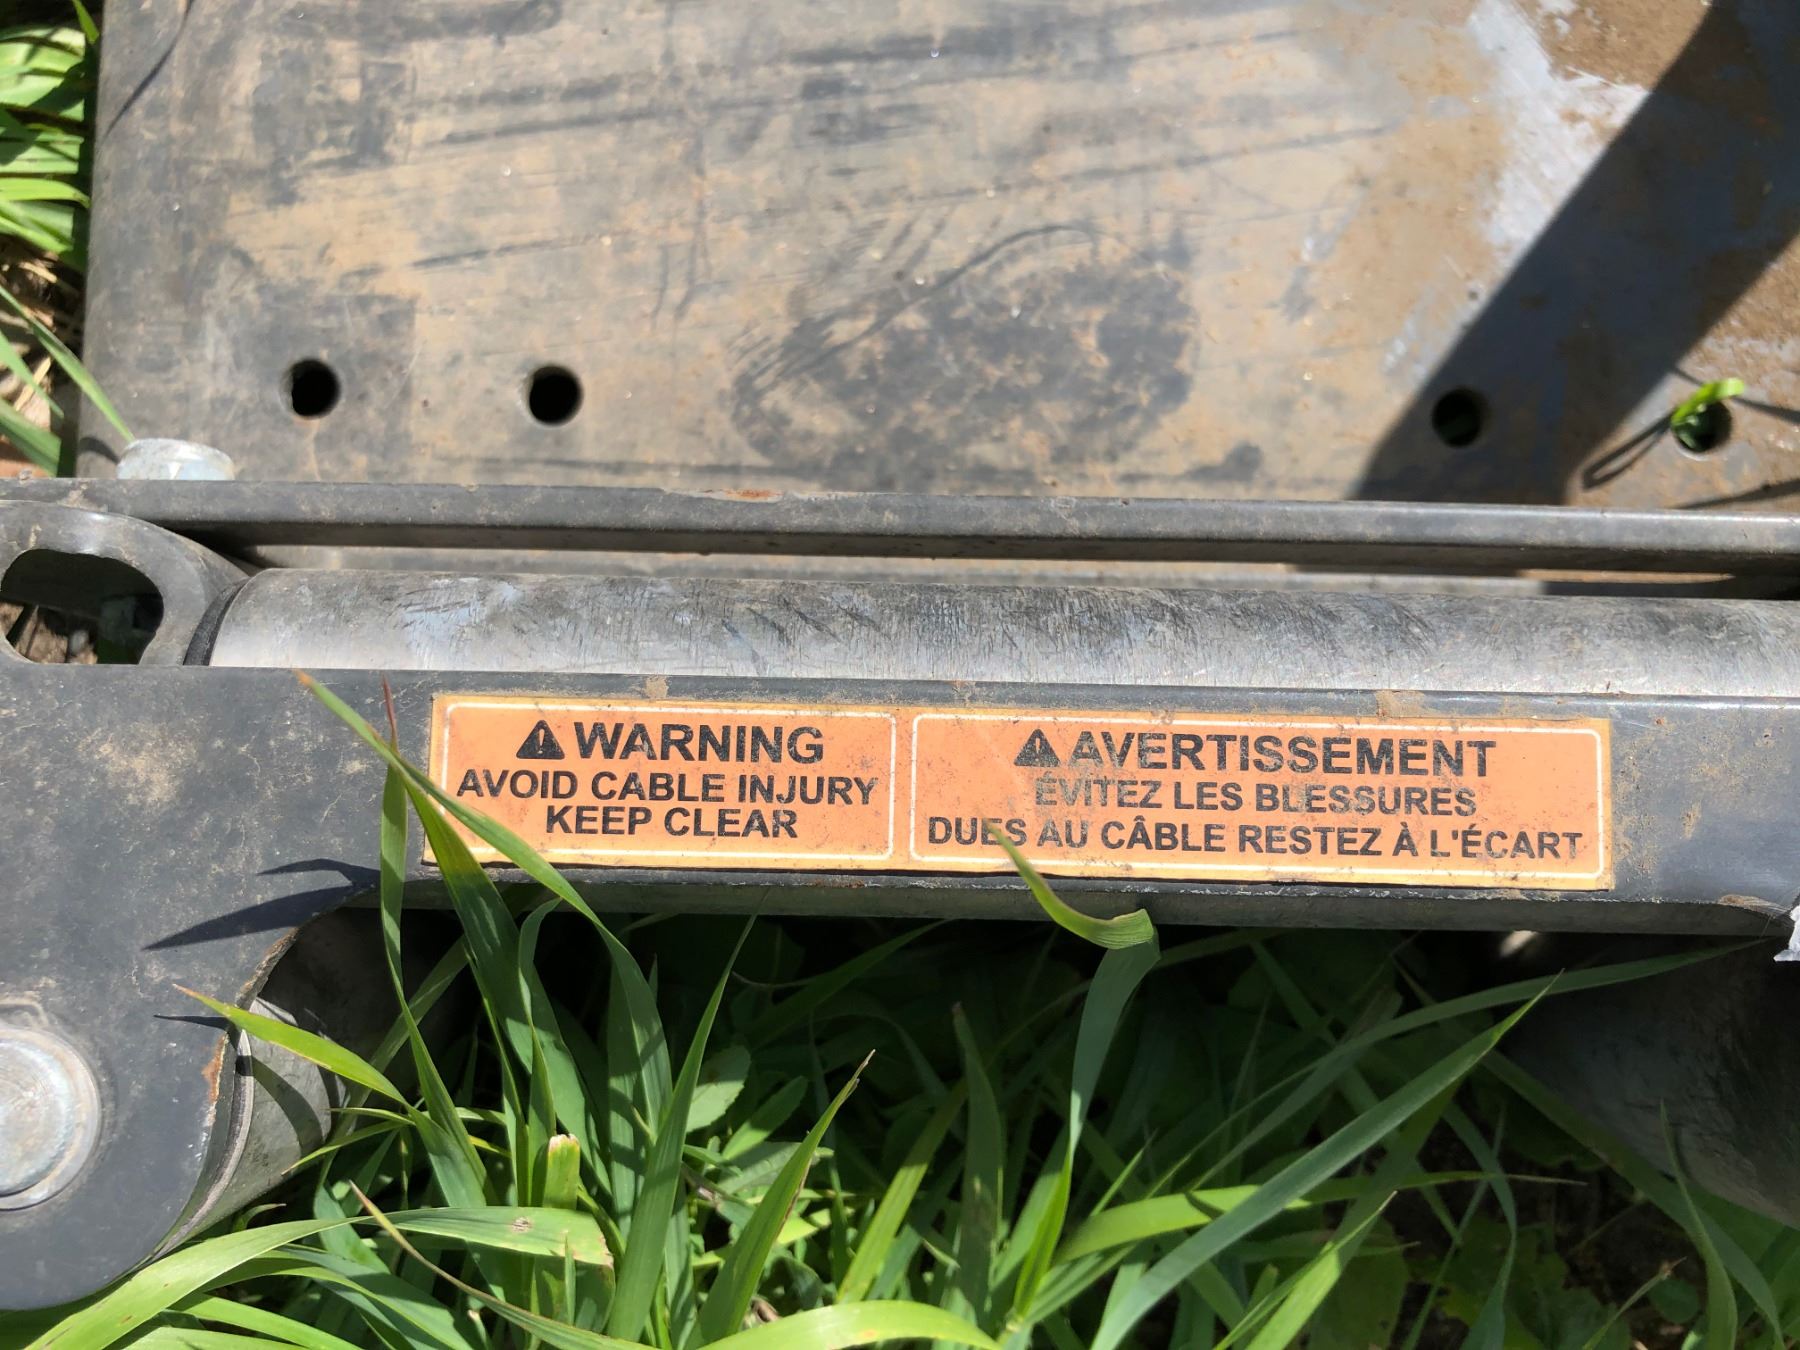 WARNING
AVOID CABLE INJURY
KEEP CLEAR
AVERTISSEMENT
ÉVITEZ LES BLESSURES
DUES AU CÂBLE RESTEZ À L'ÉCART